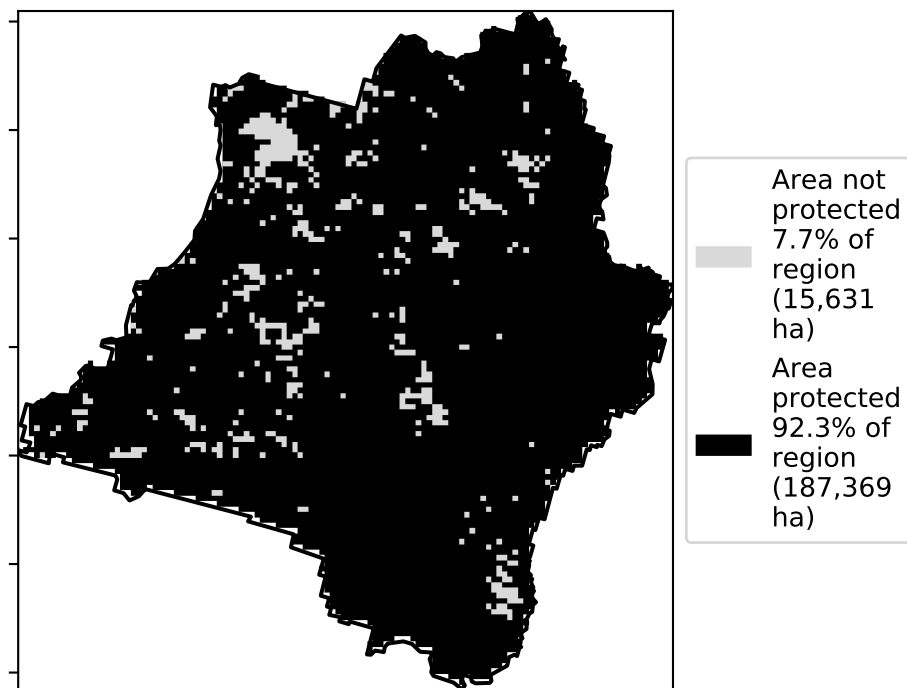 Area not
protected
7.7% of
region
(15,631
ha)
Area
protected
92.3% of
region
(187,369
ha)